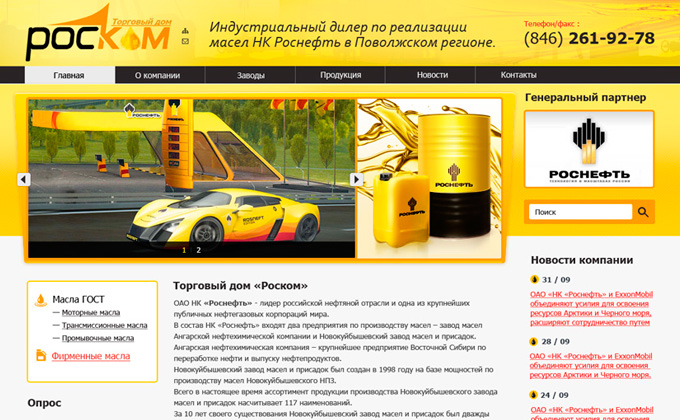 Торговый дом
РОСКОМ
Индустриальный дилер по реализации
масел НК Роснефть в Поволжском регионе.
Телефон/факс :
(846) 261-92-78
Главная
О компании
Заводы
Продукция
Новости
Контакты
РОСНЕФТЬ
ROSNEFT
1 : 2
РОСНЕФТЬ
РОСНЕФТЬ
Генеральный партнер
РОСНЕФТЬ
Поиск
Масла ГОСТ
— Моторные масла
— Трансмиссионные масла
— Промывочные масла
Фирменные масла
Опрос
Торговый дом «Роском»
ОАО НК «Роснефть» - лидер российской нефтяной отрасли и одна из крупнейших
публичных нефтегазовых корпораций мира.
В состав НК «Роснефть» входят два предприятия по производству масел – завод масел
Ангарской нефтехимической компании и Новокуйбышевский завод масел и присадок.
Ангарская нефтехимическая компания – крупнейшее предприятие Восточной Сибири по
переработке нефти и выпуску нефтепродуктов.
Новокуйбышевский завод масел и присадок был создан в 1998 году на базе мощностей по
производству масел Новокуйбышевского НПЗ.
Всего в настоящее время ассортимент продукции производства Новокуйбышевского завода
масел и присадок насчитывает 117 наименований.
За 10 лет своего существования Новокуйбышевский завод масел и присадок был дважды
Новости компании
31 / 09
ОАО «НК «Роснефть» и ExxonMobil
объединяют усилия для освоения
ресурсов Арктики и Черного моря,
расширяют сотрудничество путем
28 / 09
ОАО «НК «Роснефть» и ExxonMobil
объединяют усилия для освоения
ресурсов Арктики и Черного моря.
24 / 09
ОАО «НК «Роснефть» и ExxonMobil